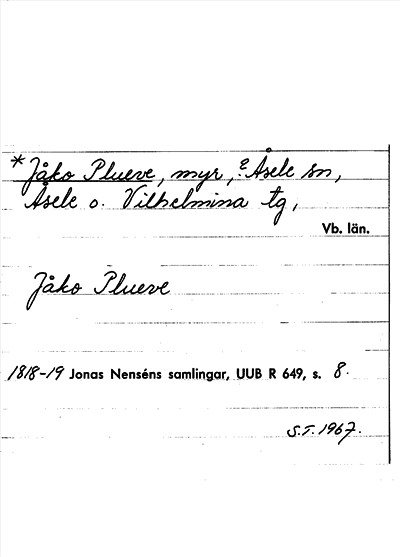 * Jåko Plueve, myr, ? Åsele sn,
Åsele o. Vilhelmina tg,
Vb. län.
Jåko Plueve
1818-19 Jonas Nenséns samlingar, UUB R 649, s. 8.
S.T. 1967.